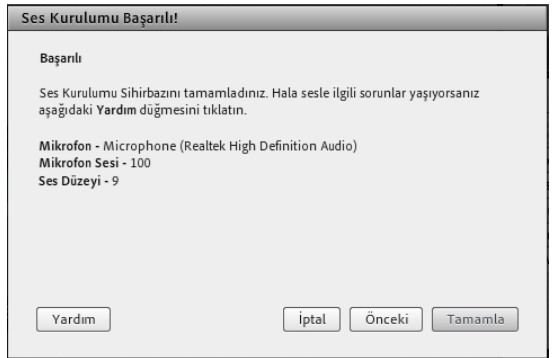 Ses Kurulumu Başarılı!
Başarılı
Ses Kurulumu Sihirbazını tamamladınız. Hala sesle ilgili sorunlar yaşıyorsanız
aşağıdaki Yardım düğmesini tıklatın.
Mikrofon - Microphone (Realtek High Definition Audio)
Mikrofon Sesi - 100
Ses Düzeyi - 9
Yardım İptal Önceki Tamamla